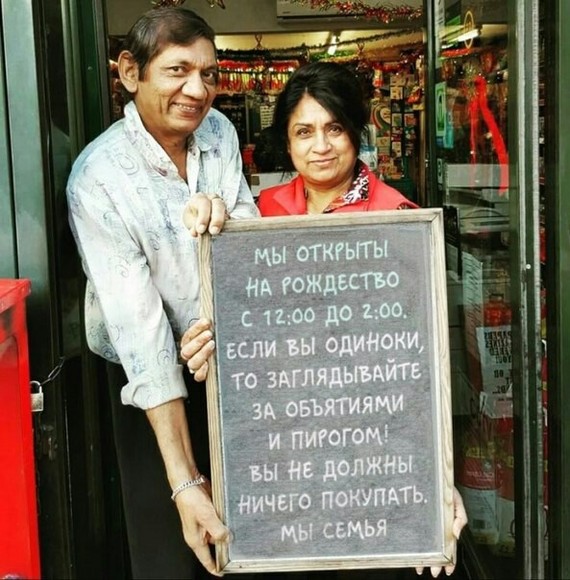 МЫ ОТКРЫТЫ
НА РОЖДЕСТВО
С 12:00 ДО 2:00.
ЕСЛИ ВЫ ОДИНОКИ,
ТО ЗАГЛЯДЫВАЙТЕ
ЗА ОБЪЯТИЯМИ
И ПИРОГОМ!
ВЫ НЕ ДОЛЖНЫ
НИЧЕГО ПОКУПАТЬ.
МЫ СЕМЬЯ